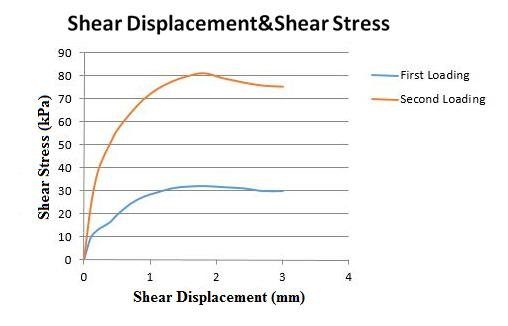 Shear Displacement&Shear Stress
90
80
70
60
50
40
30
20
10
0
Shear Stress (kPa)
0 1 2 3 4
Shear Displacement (mm)
First Loading
Second Loading